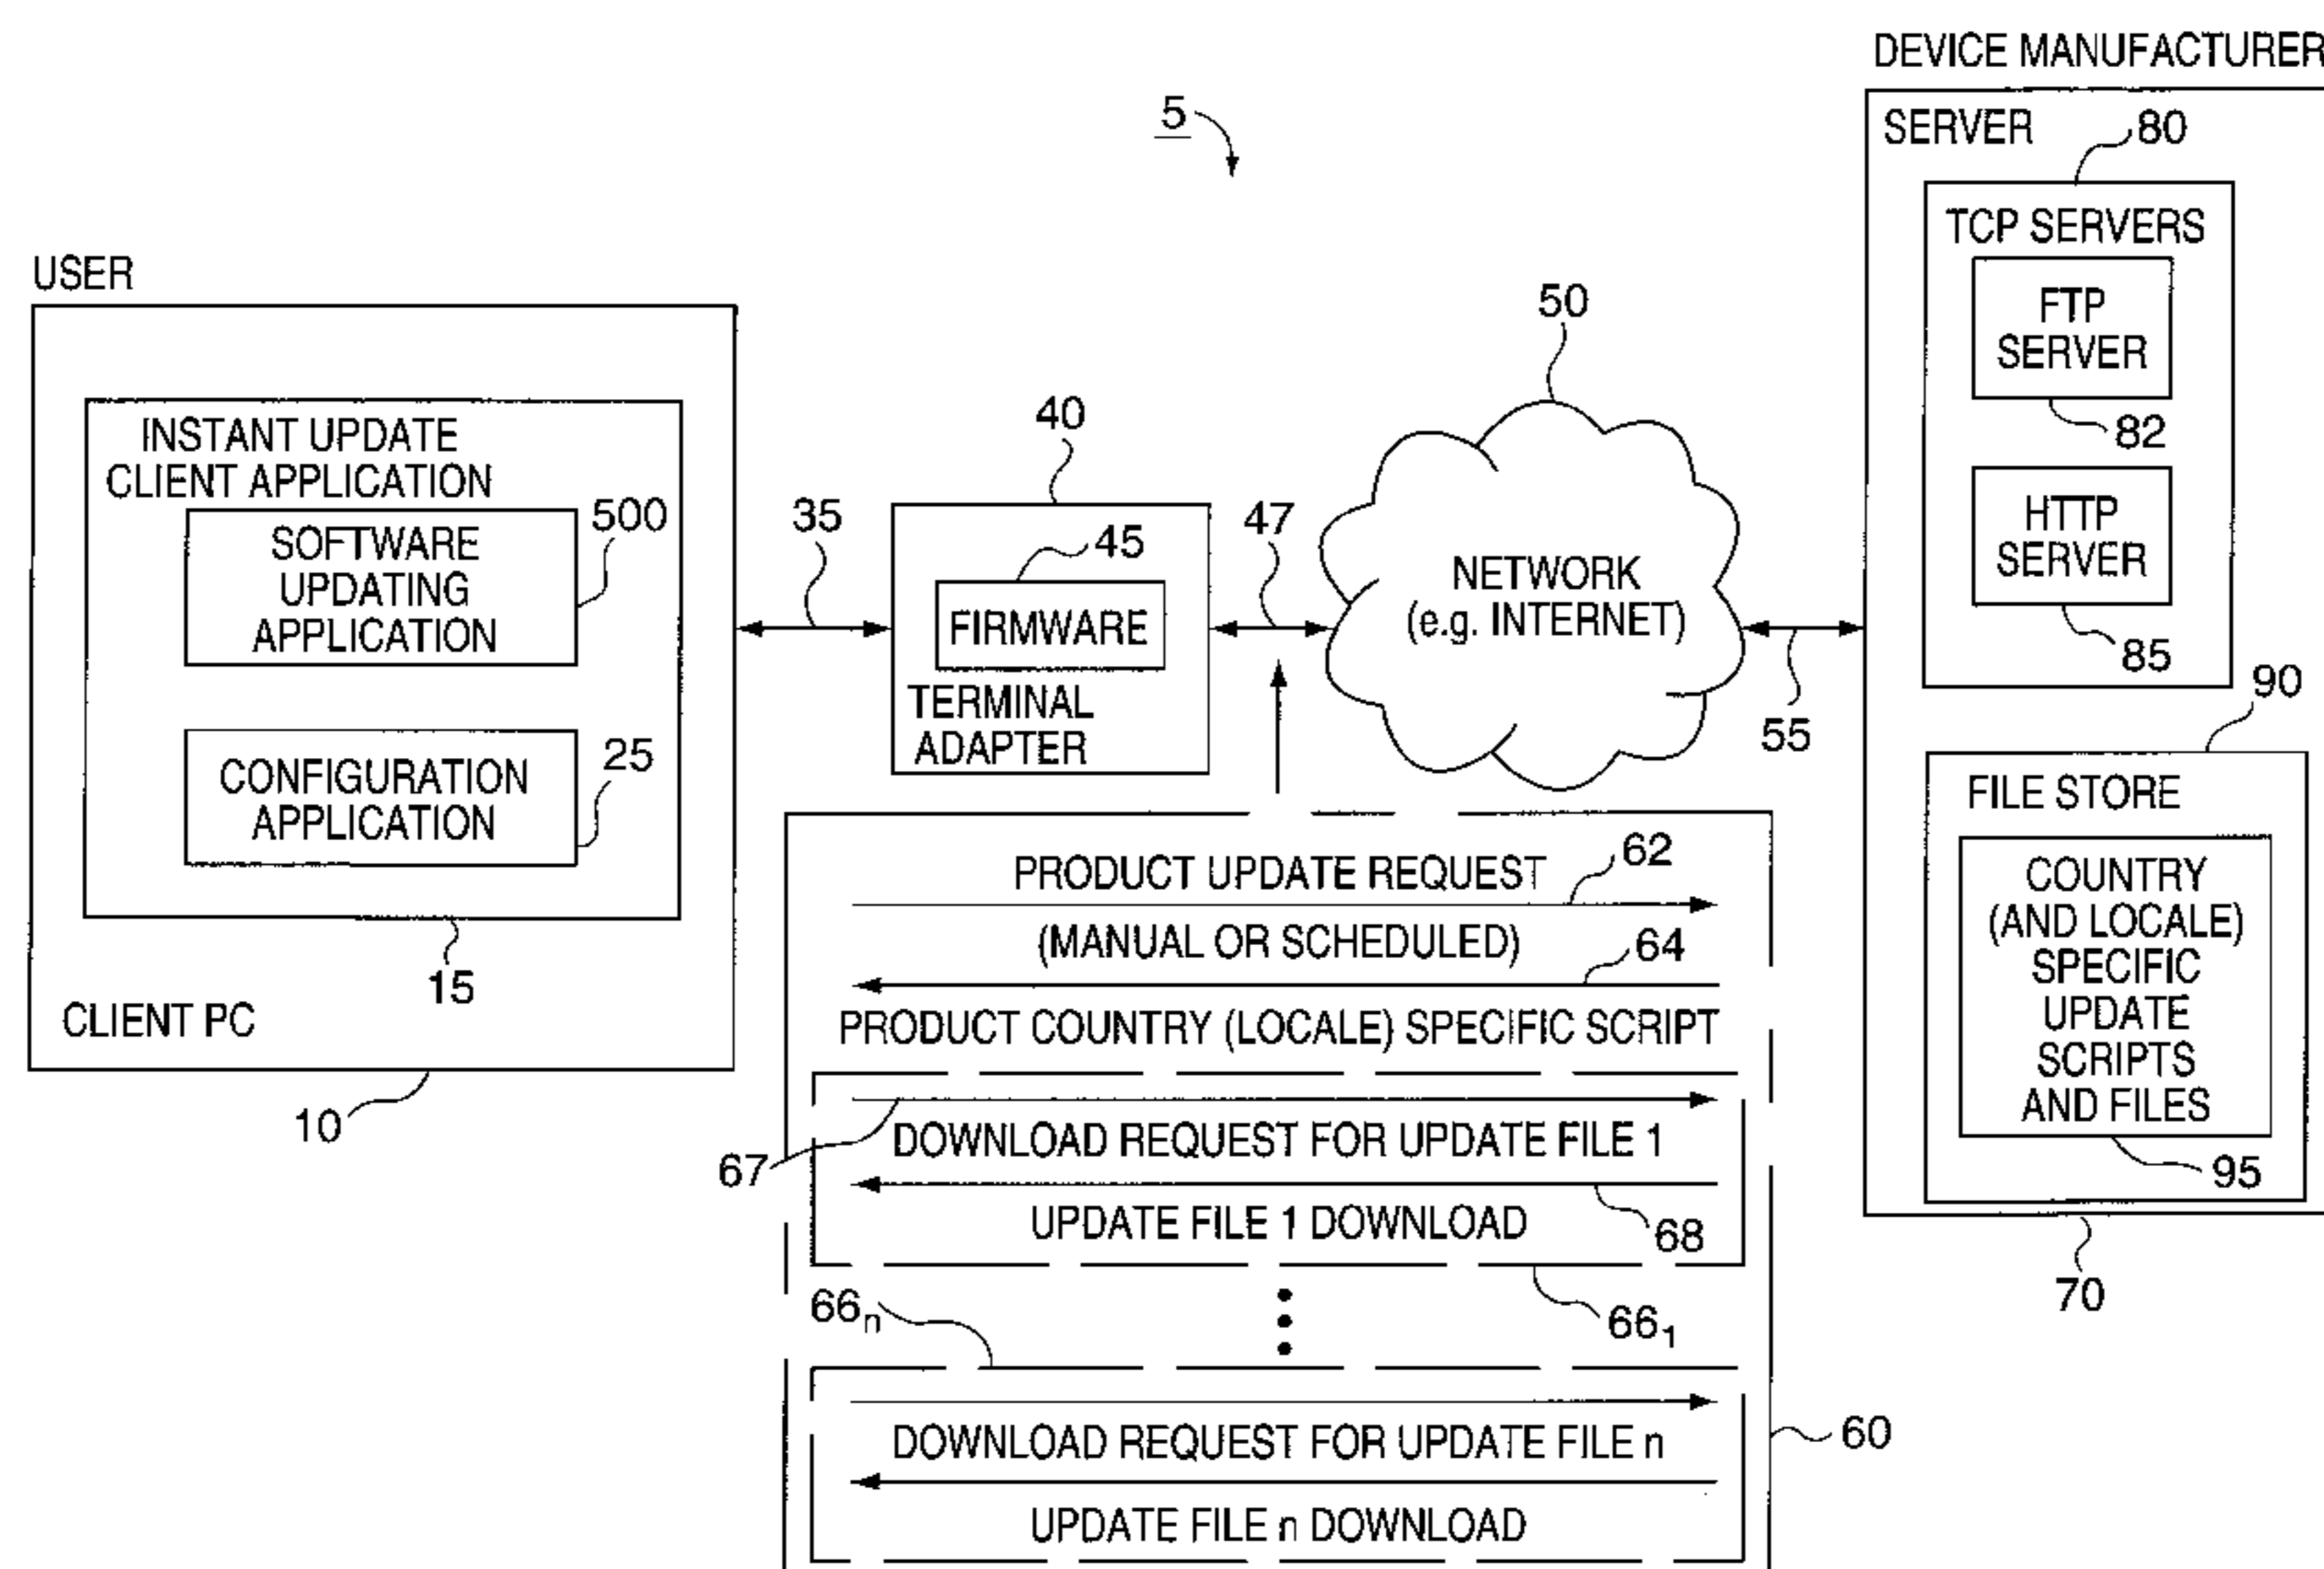 DEVICE MANUFACTURER
5
SERVER
80
TCP SERVERS
FTP
SERVER
82
HTTP
SERVER
85
90
FILE STORE
COUNTRY
(AND LOCALE)
SPECIFIC
UPDATE
SCRIPTS
AND FILES
95
70
USER
INSTANT UPDATE
CLIENT APPLICATION
500
SOFTWARE
UPDATING
APPLICATION
25
CONFIGURATION
APPLICATION
15
CLIENT PC
10
35
40
45
FIRMWARE
TERMINAL
ADAPTER
47
50
NETWORK
(e.g. INTERNET)
55
PRODUCT UPDATE REQUEST
62
(MANUAL OR SCHEDULED)
64
PRODUCT COUNTRY (LOCALE) SPECIFIC SCRIPT
67
DOWNLOAD REQUEST FOR UPDATE FILE 1
UPDATE FILE 1 DOWNLOAD
68
66n
661
DOWNLOAD REQUEST FOR UPDATE FILE n
60
UPDATE FILE n DOWNLOAD